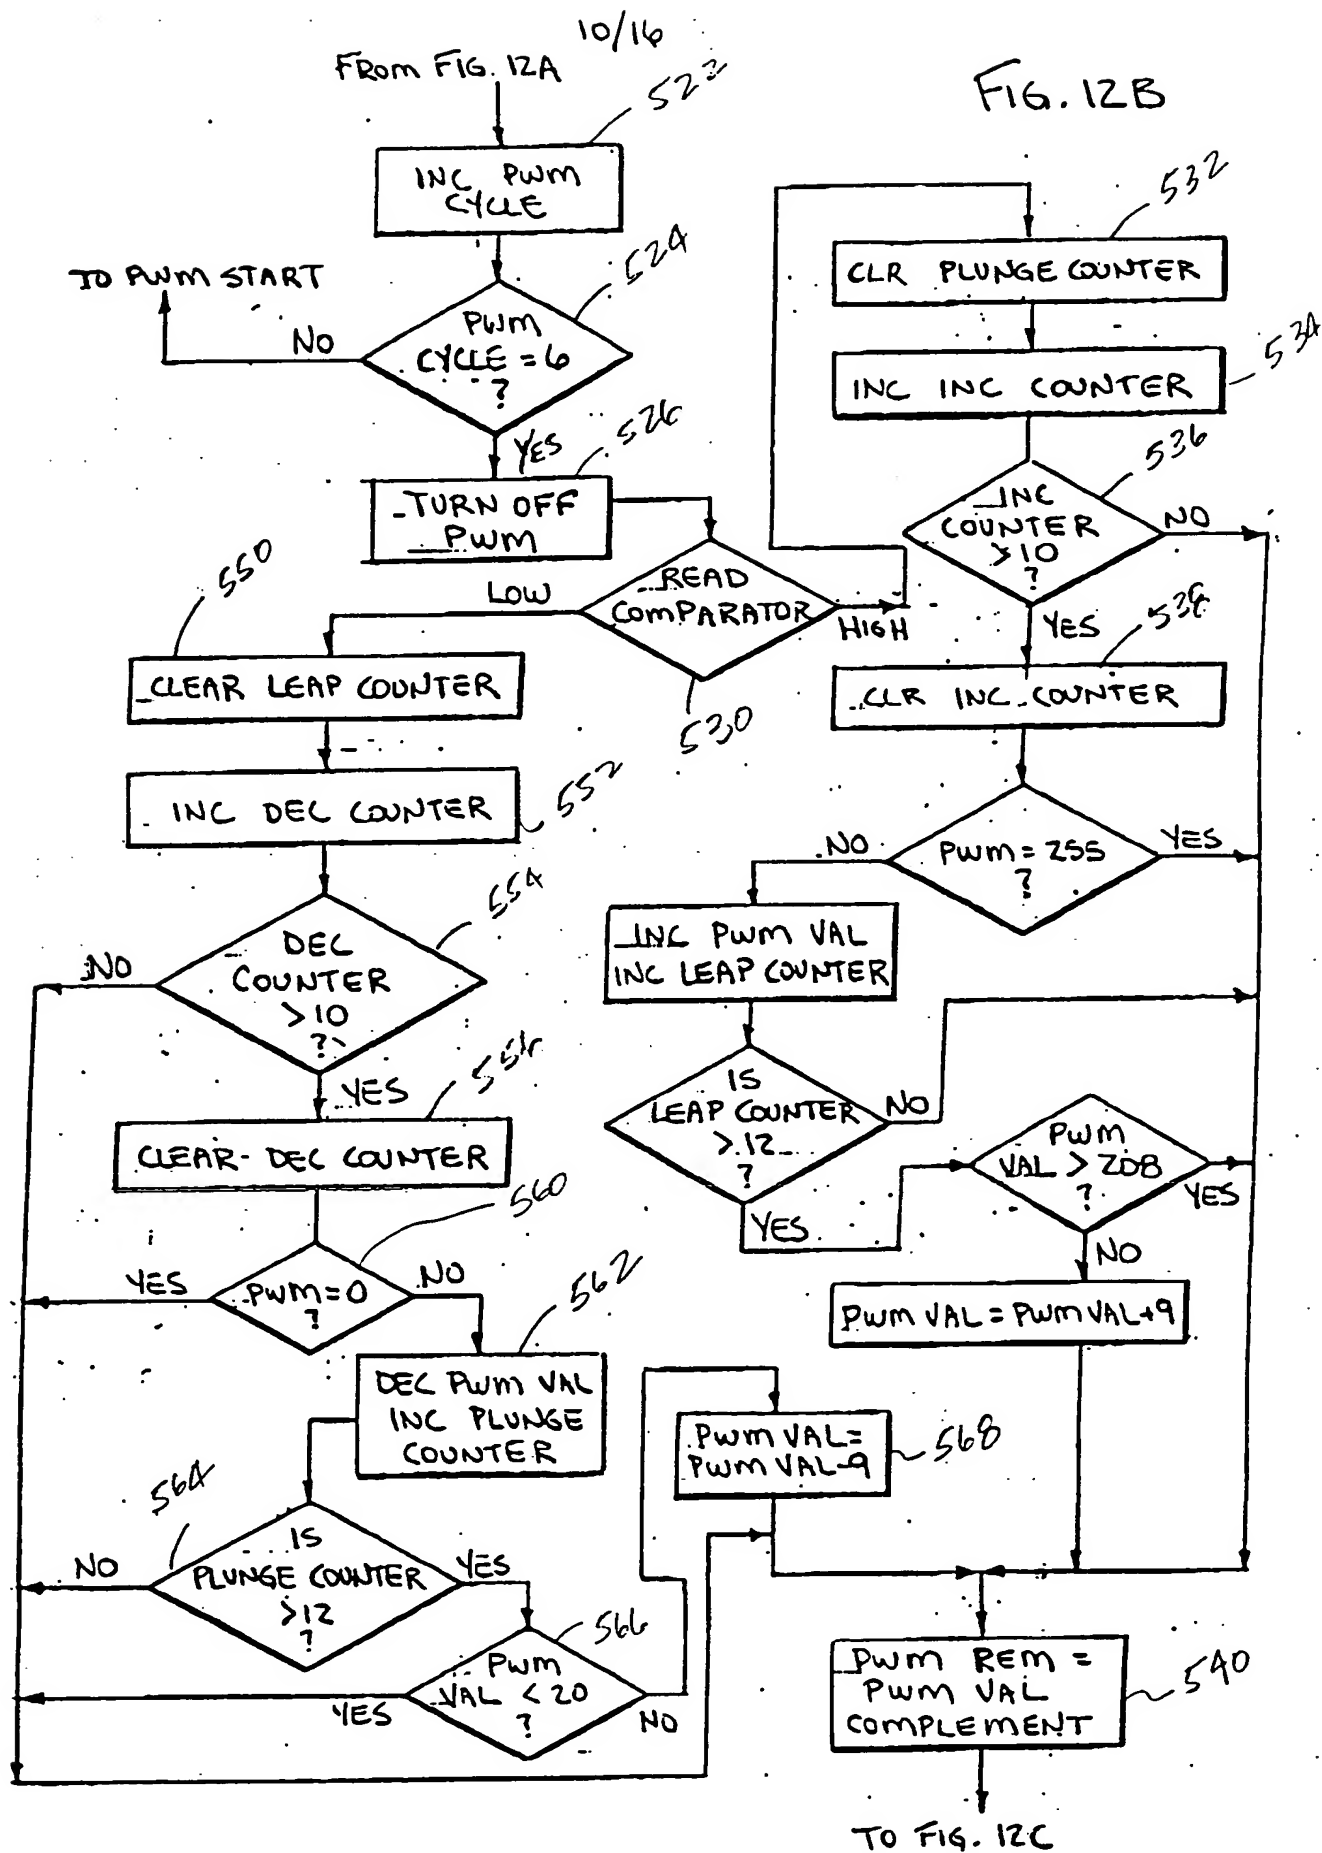 10/16
FROM FIG. 12A
FIG. 12B
522
INC PWM
CYCLE
524
TO PWM START
NO
PWM
CYCLE = 6
?
YES
526
TURN OFF
PWM
READ
COMPARATOR
530
LOW
HIGH
532
CLR PLUNGE COUNTER
534
INC INC COUNTER
536
INC
COUNTER
>10
?
NO
YES
538
CLR INC COUNTER
PWM = 255
?
NO
YES
INC PWM VAL
INC LEAP COUNTER
IS
LEAP COUNTER
>12
?
NO
YES
PWM
VAL > 208
?
YES
NO
PWM VAL = PWM VAL+9
550
CLEAR LEAP COUNTER
552
INC DEC COUNTER
554
DEC
COUNTER
>10
?
NO
YES
556
CLEAR DEC COUNTER
560
PWM=0
?
YES
NO
562
DEC PWM VAL
INC PLUNGE
COUNTER
564
IS
PLUNGE COUNTER
>12
?
NO
YES
566
PWM
VAL < 20
?
YES
NO
PWM VAL=
PWM VAL-9
568
PWM REM =
PWM VAL
COMPLEMENT
540
TO FIG. 12C